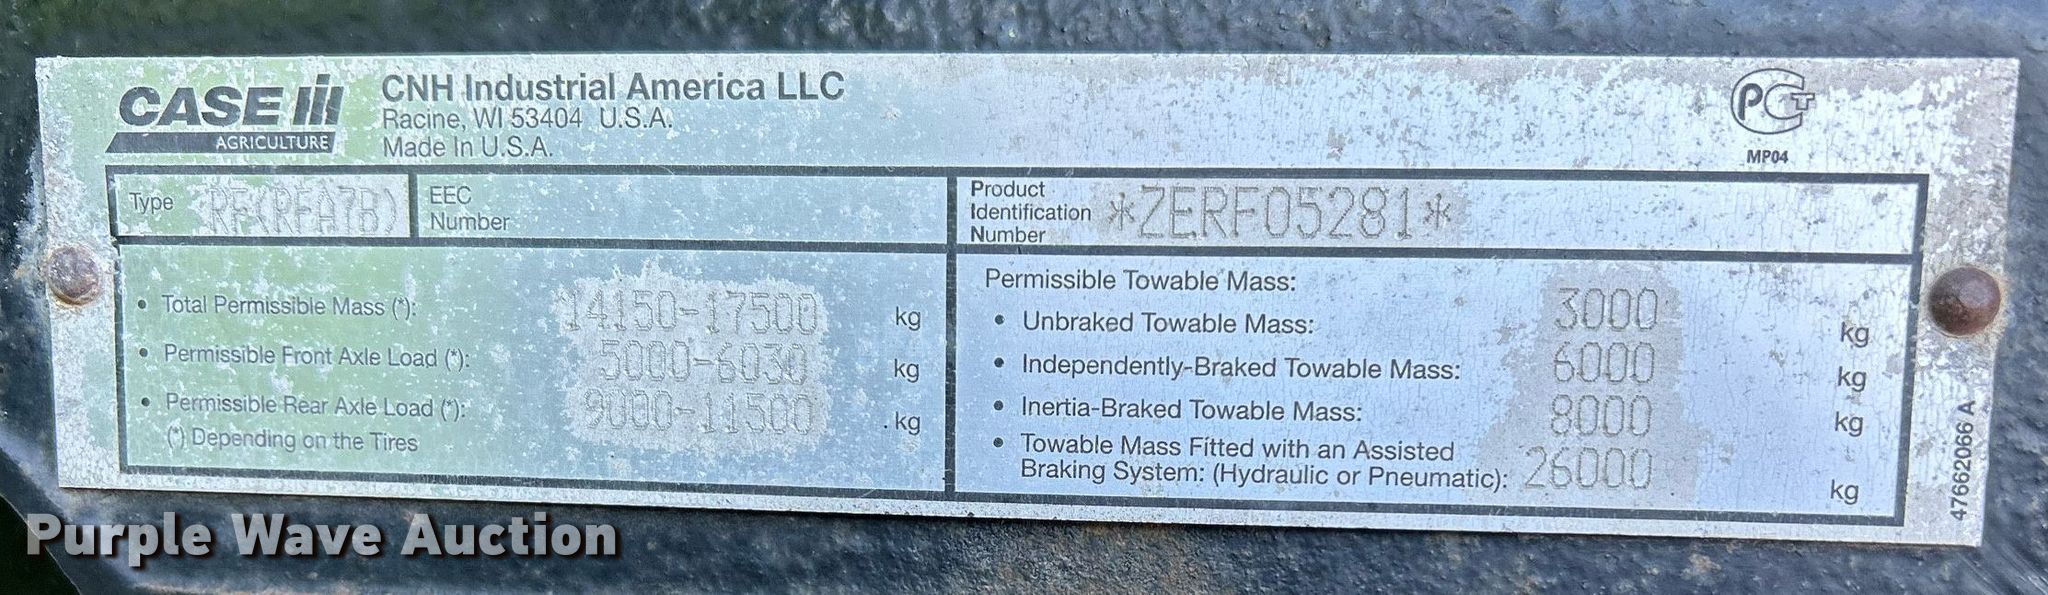 CASE III
AGRICULTURE
CNH Industrial America LLC
Racine, WI 53404 U.S.A.
Made In U.S.A.
PCT
MP04
Type RF(RFA7B)
EEC
Number
Product
Identification
Number
*ZERF05281*
• Total Permissible Mass (*): 14150-17500 kg
• Permissible Front Axle Load (*): 5000-6030 kg
• Permissible Rear Axle Load (*): 9000-11500 .kg
(*) Depending on the Tires
Permissible Towable Mass:
• Unbraked Towable Mass: 3000 kg
• Independently-Braked Towable Mass: 6000 kg
• Inertia-Braked Towable Mass: 8000 kg
• Towable Mass Fitted with an Assisted
Braking System: (Hydraulic or Pneumatic): 26000 kg
47662066 A
Purple Wave Auction